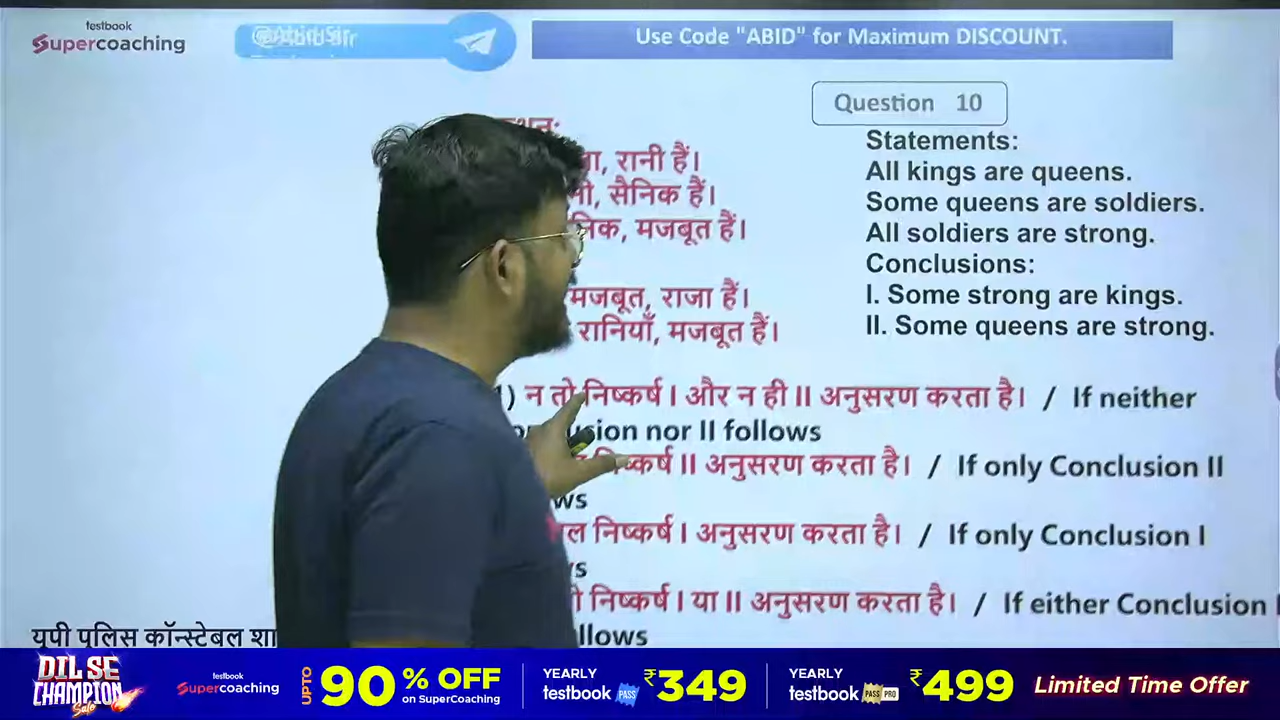 testbook
Supercoaching
@Abid Sir
Use Code "ABID" for Maximum DISCOUNT.
Question 10
रानी हैं।
सैनिक हैं।
मजबूत हैं।
मजबूत, राजा हैं।
रानियाँ, मजबूत हैं।
Statements:
All kings are queens.
Some queens are soldiers.
All soldiers are strong.
Conclusions:
I. Some strong are kings.
II. Some queens are strong.
1) न तो निष्कर्ष I और न ही II अनुसरण करता है। / If neither
nor II follows
निष्कर्ष II अनुसरण करता है। / If only Conclusion II
निष्कर्ष I अनुसरण करता है। / If only Conclusion I
निष्कर्ष I या II अनुसरण करता है। / If either Conclusion
यूपी पुलिस कॉन्स्टेबल
DIL SE
CHAMPION
Sale
testbook
Supercoaching
UPTO 90% OFF
on SuperCoaching
YEARLY
testbook PASS
₹349
YEARLY
testbook PASS PRO
₹499
Limited Time Offer